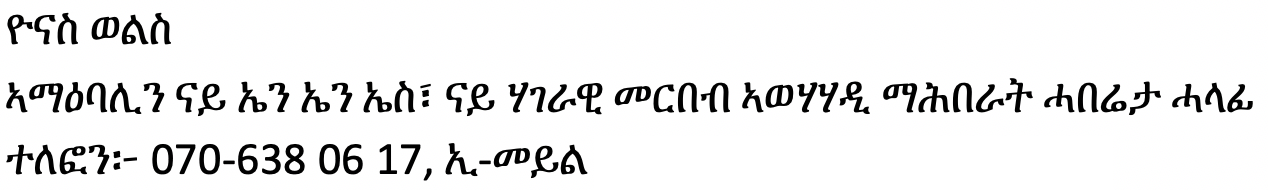 ዮናስ ወልስ
ኣማዕባሊን ናይ ኤን ኤን ኤስ፣ ናይ ሃገራዊ መርበብ ኣወሃሃዲ ማሕበራት ሓበሬታ ሓላፊ
ተለፎን፦ 070-638 06 17, ኢ-መይል